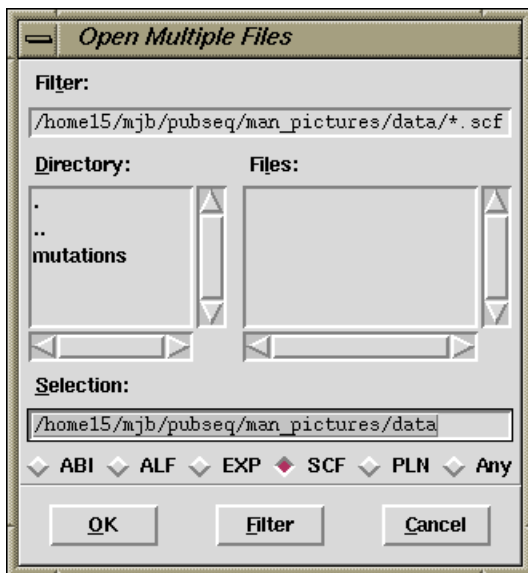 Open Multiple Files
Filter:
/home15/mjb/pubseq/man_pictures/data/*.scf
Directory: Files:
.
..
mutations
Selection:
/home15/mjb/pubseq/man_pictures/data
ABI ALF EXP SCF PLN Any
OK Filter Cancel